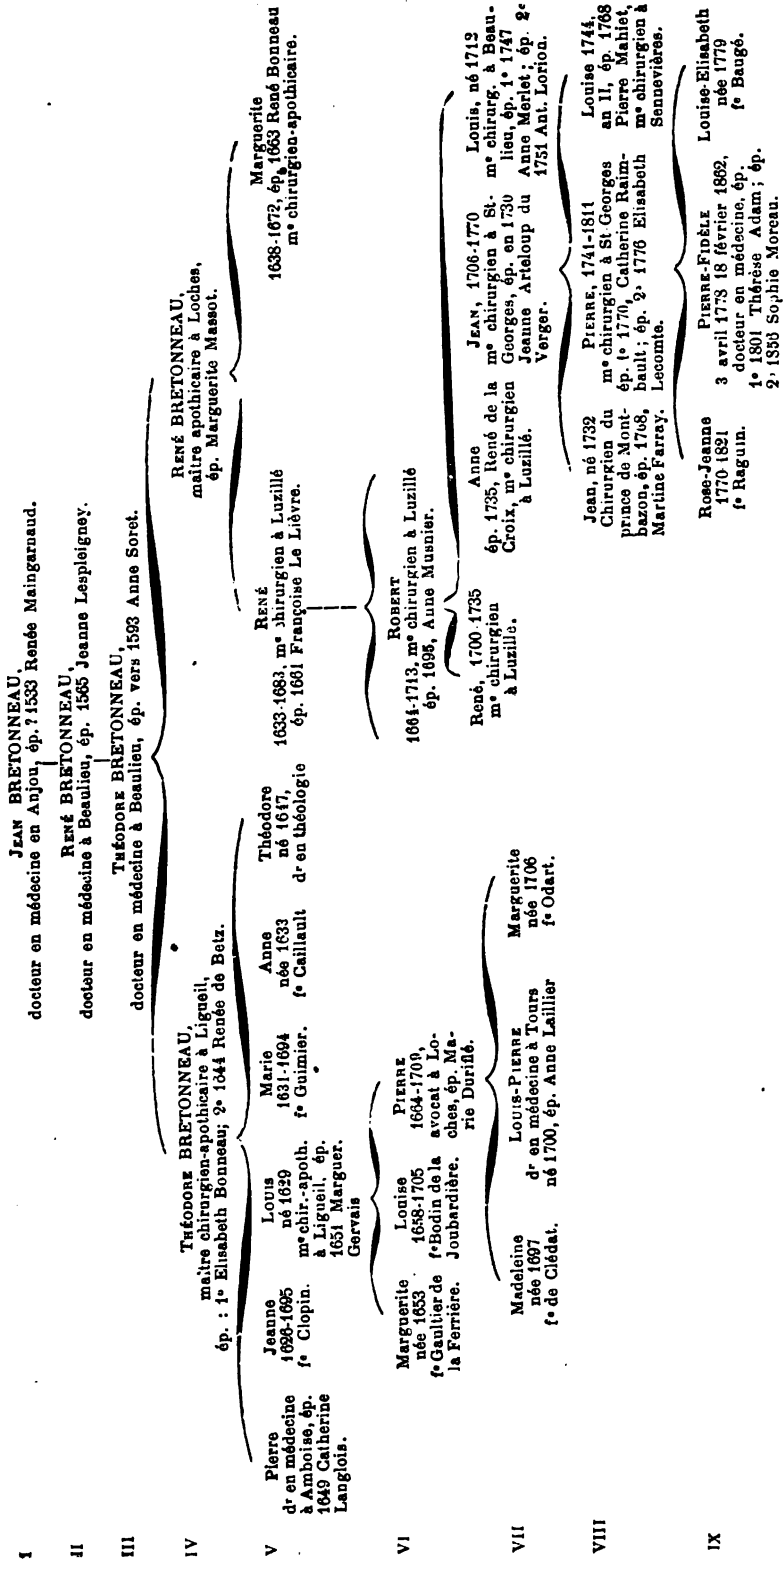 I
JEAN BRETONNEAU,
docteur en médecine en Anjou, ép. ? 1533 Renée Maingarnaud.
II
RENÉ BRETONNEAU,
docteur en médecine à Beaulieu, ép. 1565 Jeanne Lespleigney.
III
THÉODORE BRETONNEAU,
docteur en médecine à Beaulieu, ép. vers 1593 Anne Soret.
IV
THÉODORE BRETONNEAU,
maître chirurgien-apothicaire à Ligueil,
ép. : 1º Elisabeth Bonneau; 2º 1644 Renée de Betz.
RENÉ BRETONNEAU,
maître apothicaire à Loches,
ép. Marguerite Massot.
V
Pierre
dr en médecine
à Amboise, ép.
1649 Catherine
Langlois.
Jeanne
1626-1695
fe Clopin.
LOUIS
né 1629
me chir.-apoth.
à Ligueil, ép.
1651 Marguer.
Gervais
Marie
1631-1694
fe Guimier.
Anne
née 1633
fe Caillault
Théodore
né 1647,
dr en théologie
RENÉ
1633-1683, me chirurgien à Luzillé
ép. 1661 Françoise Le Lièvre.
Marguerite
1638-1672, ép. 1663 René Bonneau
me chirurgien-apothicaire.
VI
Marguerite
née 1653
fe Gaultier de
la Ferrière.
Louise
1658-1705
fe Bodin de la
Joubardière.
PIERRE
1664-1709,
avocat à Lo-
ches, ép. Ma-
rie Durifié.
ROBERT
1664-1713, me chirurgien à Luzillé
ép. 1695, Anne Musnier.
VII
Madeleine
née 1697
fe de Clédat.
LOUIS-PIERRE
dr en médecine à Tours
né 1700, ép. Anne Laillier
Marguerite
née 1706
fe Odart.
René, 1700-1735
me chirurgien
à Luzillé.
Anne
ép. 1735, René de la
Croix, me chirurgien
à Luzillé.
JEAN, 1706-1770
me chirurgien à St-
Georges, ép. en 1730
Jeanne Arteloup du
Verger.
Louis, né 1712
me chirurg. à Beau-
lieu, ép. 1º 1747
Anne Merlet ; ép. 2º
1751 Ant. Lorion.
VIII
Jean, né 1732
Chirurgien du
prince de Mont-
bazon, ép. 1768,
Martine Farray.
PIERRE, 1741-1811
me chirurgien à St Georges
ép. 1º 1770, Catherine Raim-
bault ; ép. 2º 1776 Elisabeth
Lecomte.
Louise 1744,
an II, ép. 1768
Pierre Mahiet,
me chirurgien à
Sennevières.
IX
Rose-Jeanne
1770-1821
fe Raguin.
PIERRE-FIDÈLE
3 avril 1778 18 février 1862,
docteur en médecine, ép.
1º 1801 Thérèse Adam ; ép.
2º 1856 Sophie Moreau.
Louise-Elisabeth
née 1779
fe Baugé.